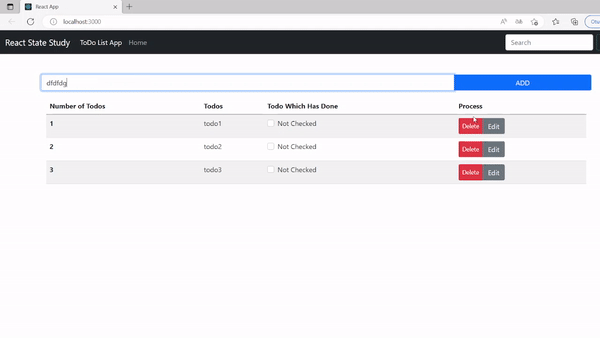 React App
localhost:3000
React State Study ToDo List App Home Search
dfdfdg ADD
Number of Todos Todos Todo Which Has Done Process
1 todo1 Not Checked Delete Edit
2 todo2 Not Checked Delete Edit
3 todo3 Not Checked Delete Edit